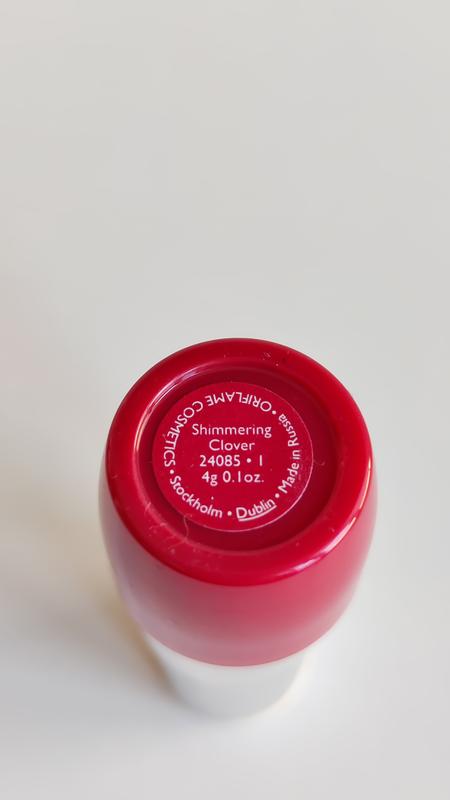 Shimmering
Clover
24085 • 1
4g 0.1oz.
ORIFLAME COSMETICS • Stockholm • Dublin • Made in Russia •